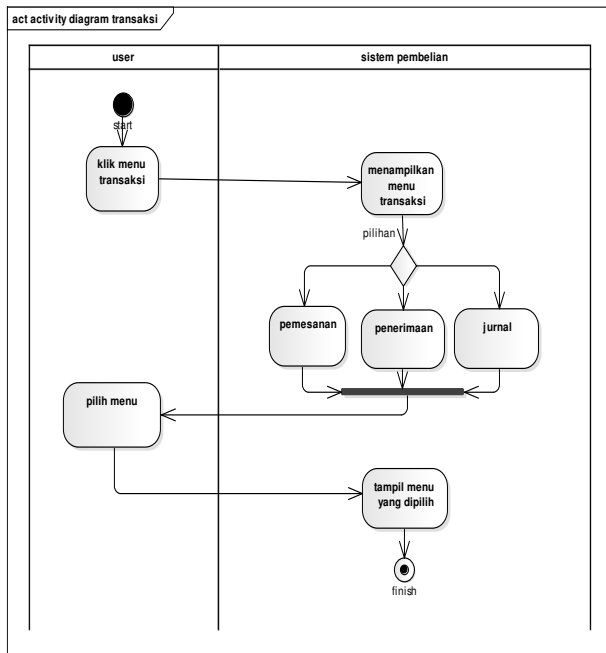 act activity diagram transaksi
user
sistem pembelian
start
klik menu
transaksi
menampilkan
menu
transaksi
pilihan
pemesanan
penerimaan
jurnal
pilih menu
tampil menu
yang dipilih
finish